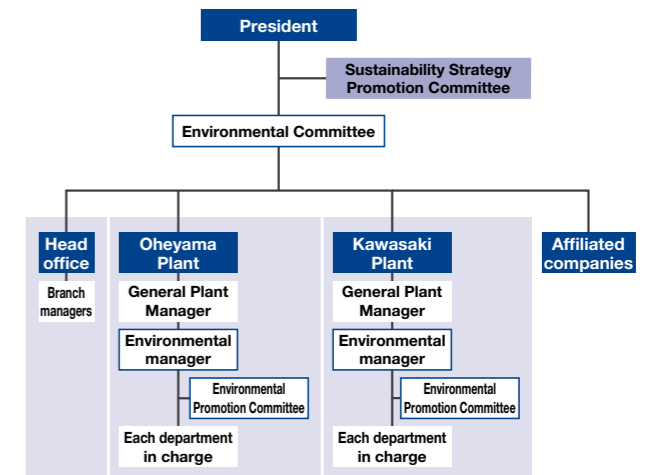 President
Sustainability Strategy
Promotion Committee
Environmental Committee
Head
office
Branch
managers
Oheyama
Plant
General Plant
Manager
Environmental
manager
Environmental
Promotion Committee
Each department
in charge
Kawasaki
Plant
General Plant
Manager
Environmental
manager
Environmental
Promotion Committee
Each department
in charge
Affiliated
companies